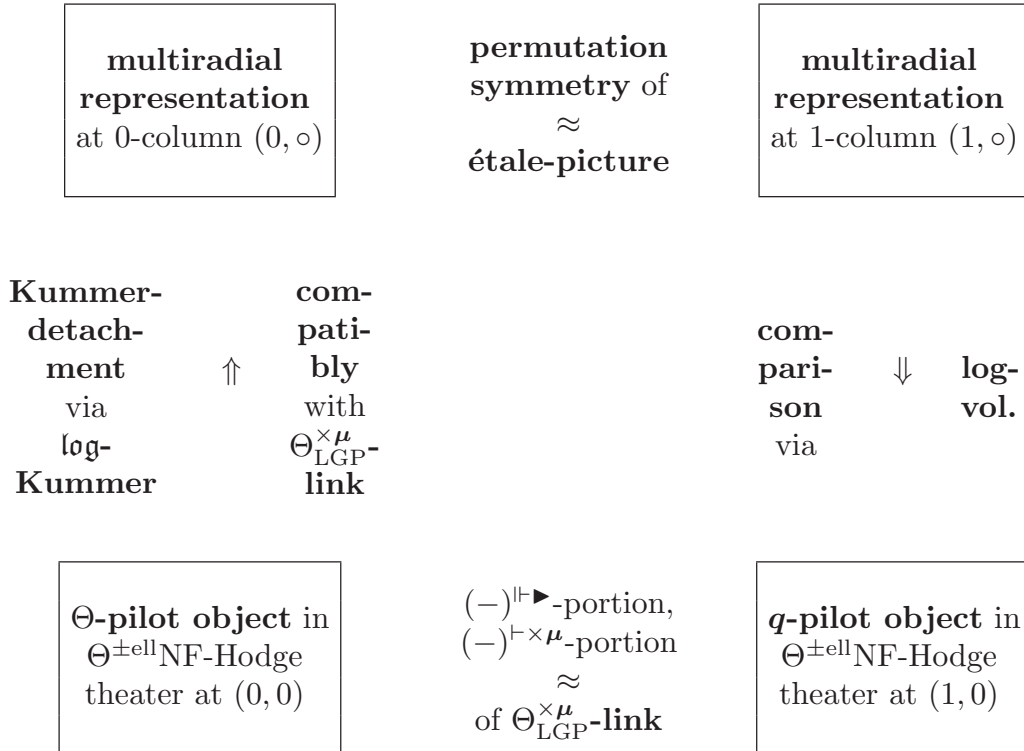 multiradial
representation
at 0-column (0, ∘)
permutation
symmetry of
≈
étale-picture
multiradial
representation
at 1-column (1, ∘)
Kummer-
detach-
ment
via
𝔩𝔬𝔤-
Kummer
⇑
com-
pati-
bly
with
Θ^{×μ}_{LGP}-
link
com-
pari-
son
via
⇓
log-
vol.
Θ-pilot object in
Θ^{±ell}NF-Hodge
theater at (0, 0)
(−)^{⊩▶}-portion,
(−)^{⊢×μ}-portion
≈
of Θ^{×μ}_{LGP}-link
q-pilot object in
Θ^{±ell}NF-Hodge
theater at (1, 0)